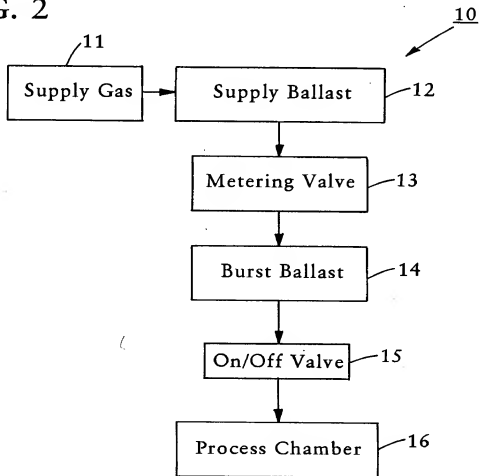 G. 2
10
11
Supply Gas
Supply Ballast
12
Metering Valve
13
Burst Ballast
14
On/Off Valve
15
Process Chamber
16